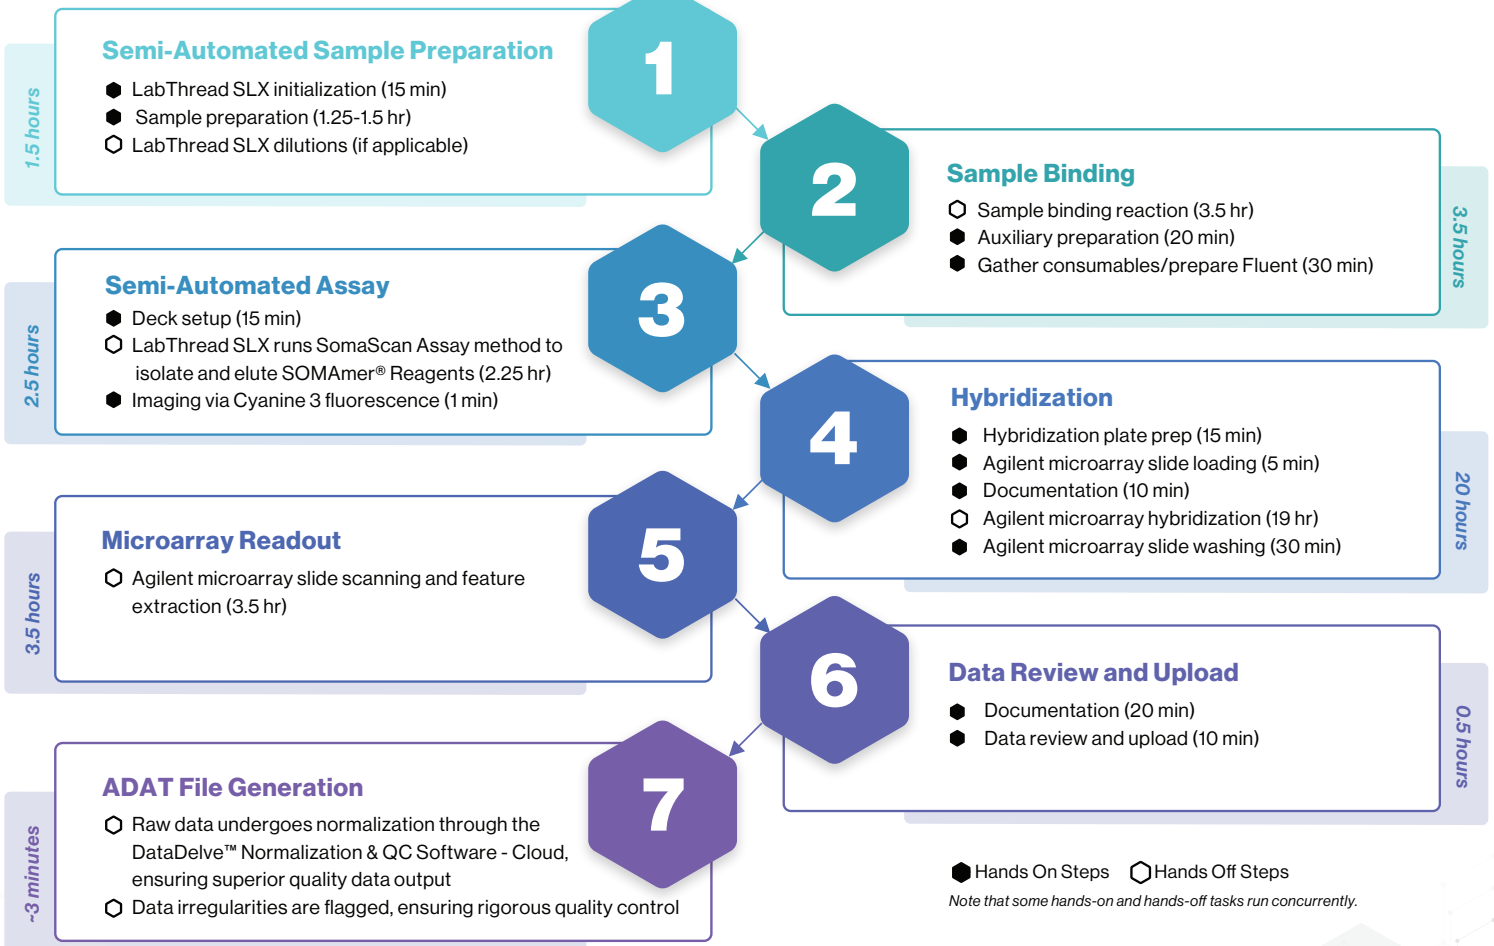 1
Semi-Automated Sample Preparation
LabThread SLX initialization (15 min)
Sample preparation (1.25-1.5 hr)
LabThread SLX dilutions (if applicable)
1.5 hours
2
Sample Binding
Sample binding reaction (3.5 hr)
Auxiliary preparation (20 min)
Gather consumables/prepare Fluent (30 min)
3.5 hours
3
Semi-Automated Assay
Deck setup (15 min)
LabThread SLX runs SomaScan Assay method to
isolate and elute SOMAmer® Reagents (2.25 hr)
Imaging via Cyanine 3 fluorescence (1 min)
2.5 hours
4
Hybridization
Hybridization plate prep (15 min)
Agilent microarray slide loading (5 min)
Documentation (10 min)
Agilent microarray hybridization (19 hr)
Agilent microarray slide washing (30 min)
20 hours
5
Microarray Readout
Agilent microarray slide scanning and feature
extraction (3.5 hr)
3.5 hours
6
Data Review and Upload
Documentation (20 min)
Data review and upload (10 min)
0.5 hours
7
ADAT File Generation
Raw data undergoes normalization through the
DataDelve™ Normalization & QC Software - Cloud,
ensuring superior quality data output
Data irregularities are flagged, ensuring rigorous quality control
~3 minutes
Hands On Steps
Hands Off Steps
Note that some hands-on and hands-off tasks run concurrently.